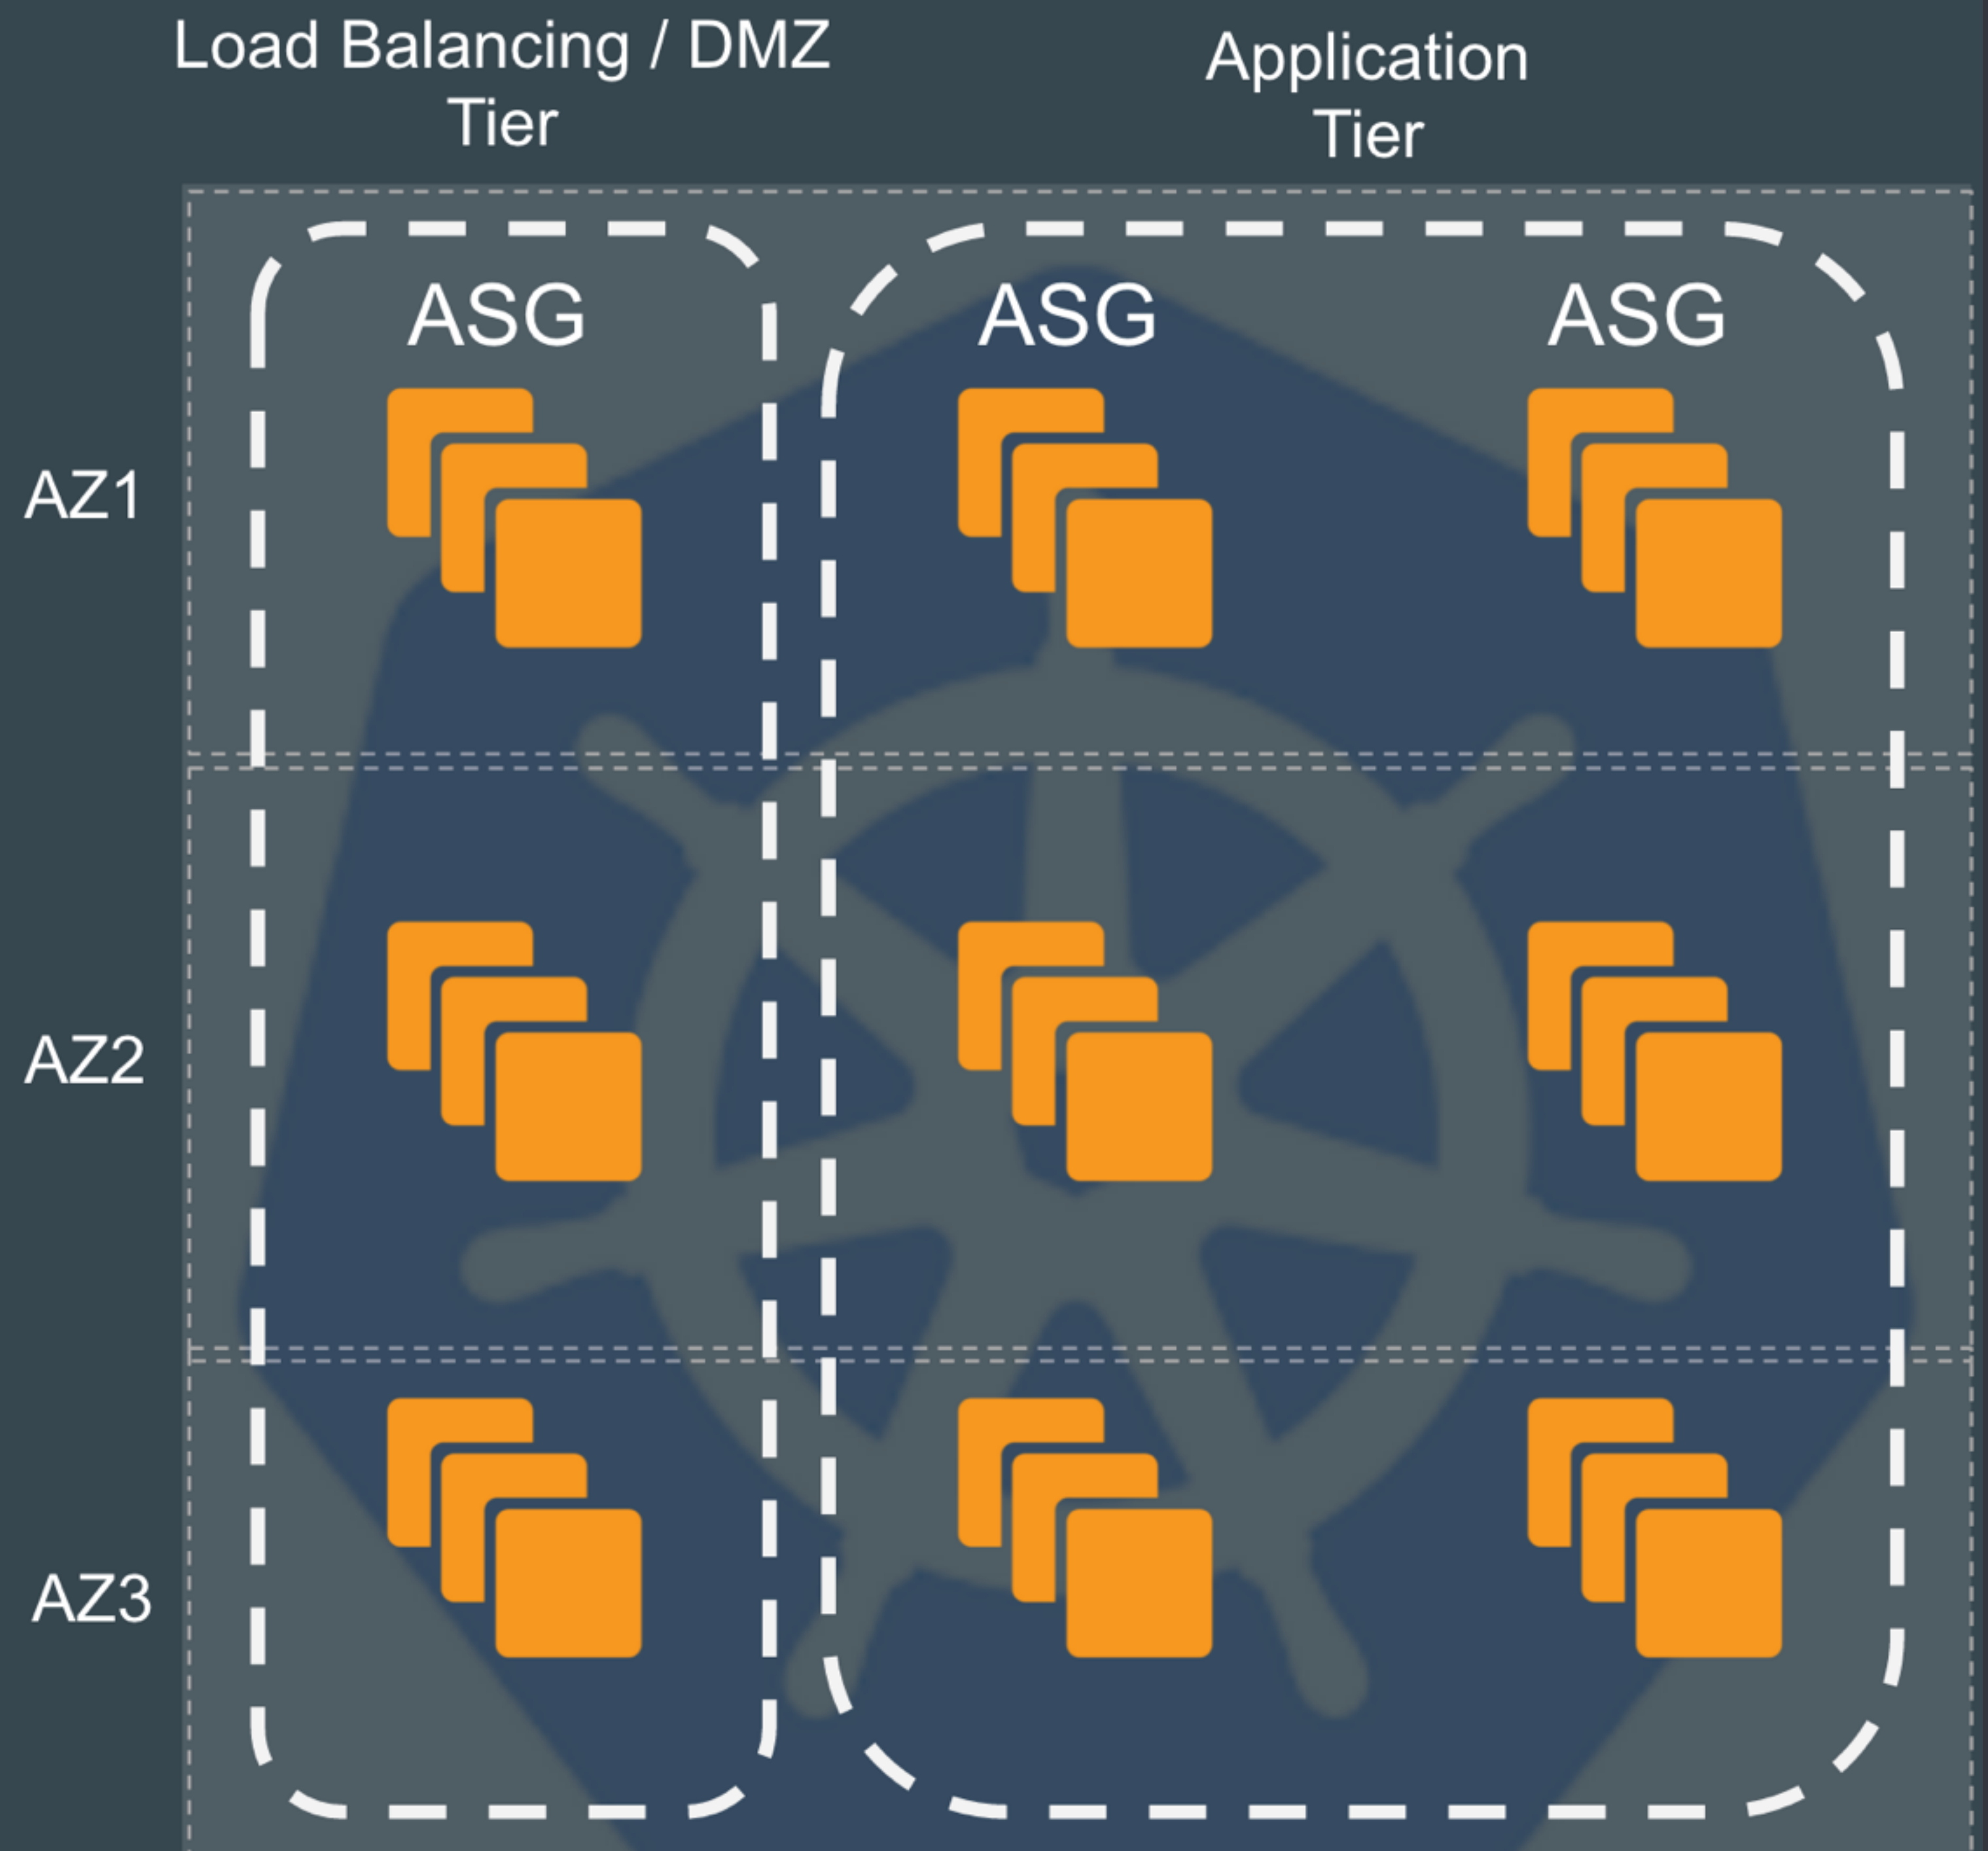 Load Balancing / DMZ
Tier
Application
Tier
ASG
ASG
ASG
AZ1
AZ2
AZ3